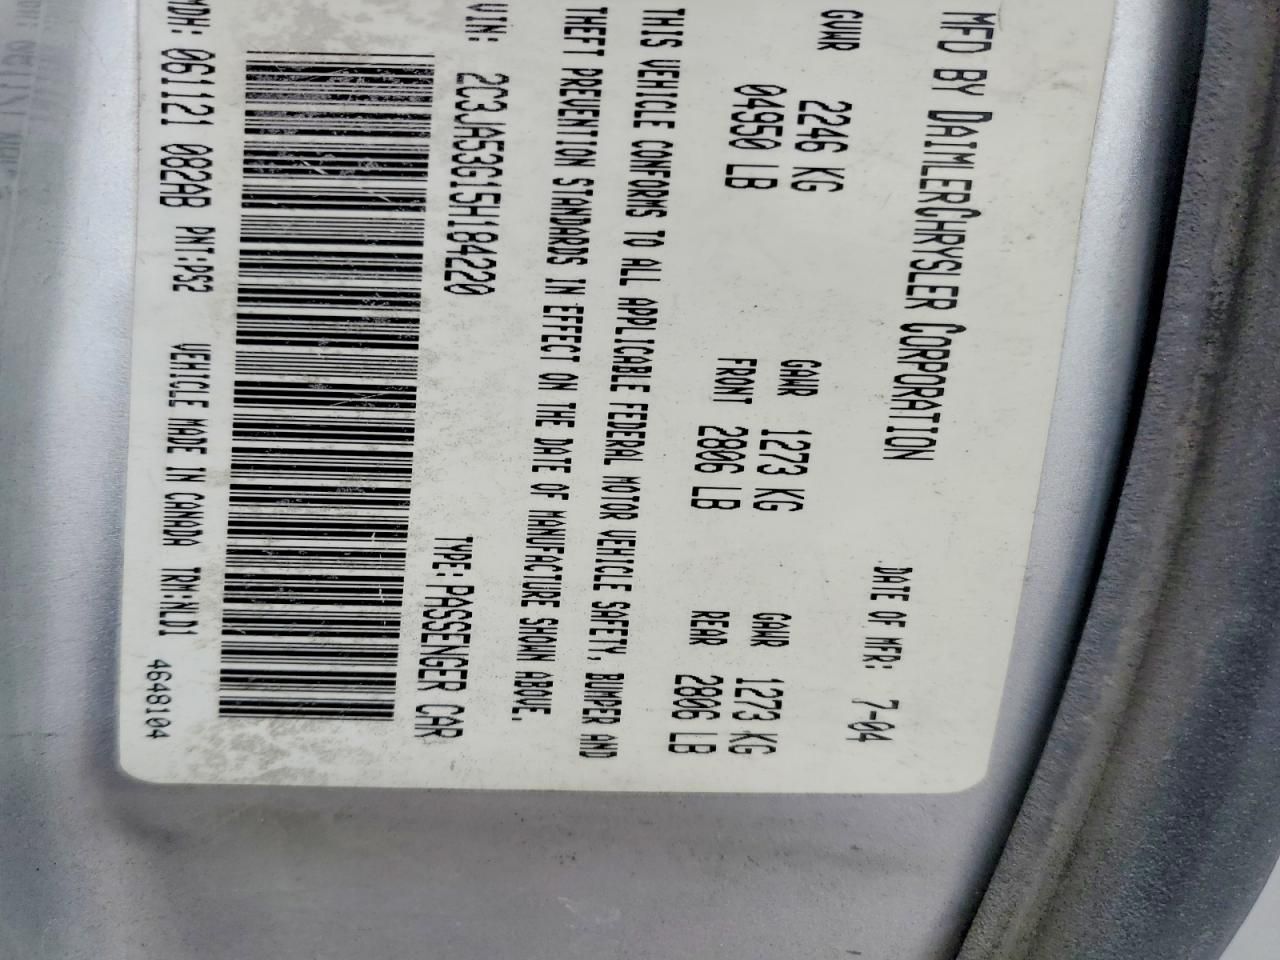 MFD BY DAIMLERCHRYSLER CORPORATION
DATE OF MFR: 7-04
GVWR 2246 KG
04950 LB
GAWR 1273 KG
FRONT 2806 LB
GAWR 1273 KG
REAR 2806 LB
THIS VEHICLE CONFORMS TO ALL APPLICABLE FEDERAL MOTOR VEHICLE SAFETY, BUMPER AND
THEFT PREVENTION STANDARDS IN EFFECT ON THE DATE OF MANUFACTURE SHOWN ABOVE.
VIN: 2C3JA53G15H184220 TYPE: PASSENGER CAR
MDH: 061121 082AB PNT:PS2 VEHICLE MADE IN CANADA TRM:NLD1
4648104